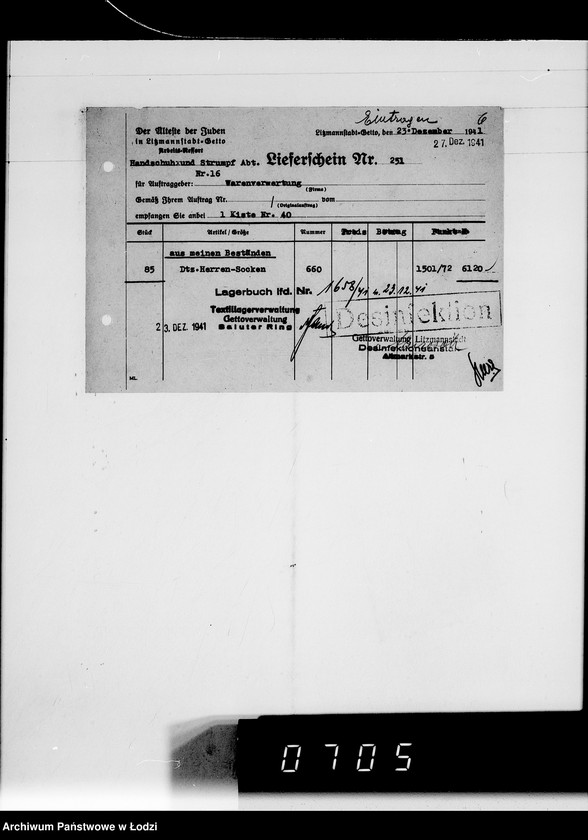 Eintragen 6
Der Älteste der Juden
in Litzmannstadt-Getto
Arbeits-Ressort
Litzmannstadt-Getto, den 23.Dezember 1941
27. Dez. 1941
Handschuh:und Strumpf Abt. Lieferschein Nr. 251
Nr.16
für Auftraggeber: Warenverwertung
(Firma)
Gemäß Ihrem Auftrag Nr. / vom
(Originalauftrag)
empfangen Sie anbei 1 Kiste Nr. 40
Stück Artikel / Größe Nummer Preis Betrag
aus meinen Beständen
85 Dtz.Herren-Socken 660 1501/72 6120
Lagerbuch lfd. Nr. 1658/41 v. 23.12.41
Textillagerverwaltung
Gettoverwaltung
Baluter Ring
23. DEZ. 1941
Desinfektion
Gettoverwaltung Litzmannstadt
Desinfektionsanstalt
Altmarktstr. 9
ML.
0705
Archiwum Państwowe w Łodzi